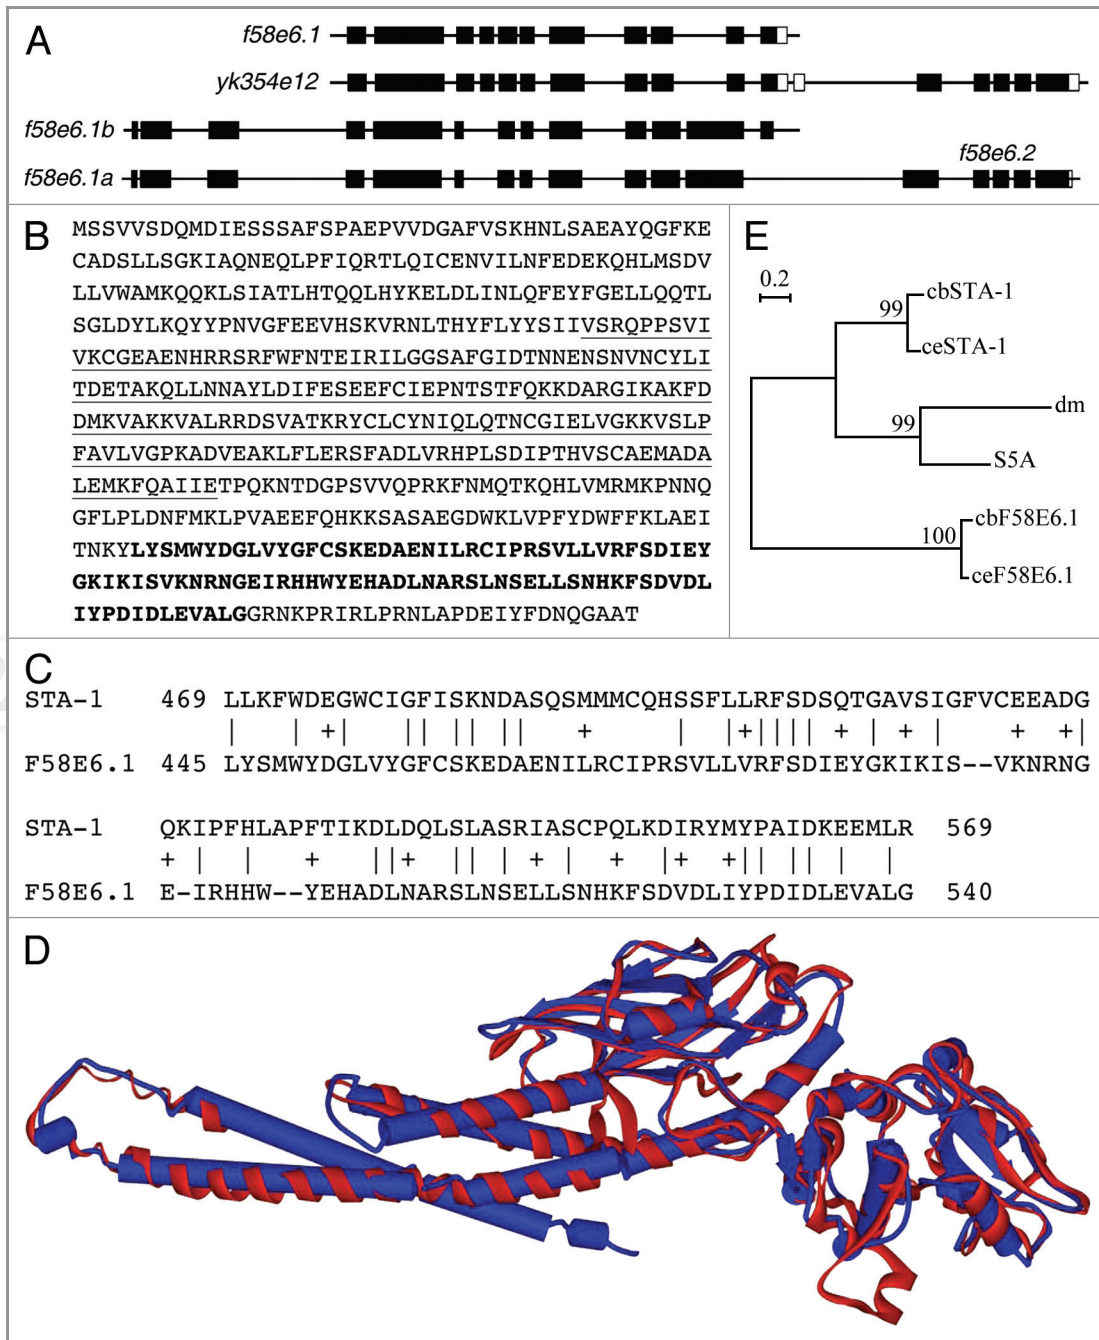 A
f58e6.1
yk354e12
f58e6.1b
f58e6.2
f58e6.1a
B
MSSVVSDQMDIESSSAFSPAEPVVDGAFVSKHNLSAEAYQGFKE
CADSLLSGKIAQNEQLPFIQRTLQICENVILNFEDEKQHLMSDV
LLVWAMKQQKLSIATLHTQQLHYKELDLINLQFEYFGELLQQTL
SGLDYLKQYYPNVGFEEVHSKVRNLTHYFLYYSIIVSRQPPSVI
VKCGEAENHRRSRFWFNTEIRILGGSAFGIDTNNENSNVNCYLI
TDETAKQLLNNAYLDIFESEEFCIEPNTSTFQKKDARGIKAKFD
DMKVAKKVALRRDSVATKRYCLCYNIQLQTNCGIELVGKKVSLP
FAVLVGPKADVEAKLFLERSFADLVRHPLSDIPTHVSCAEMADA
LEMKFQAIIETPQKNTDGPSVVQPRKFNMQTKQHLVMRMKPNNQ
GFLPLDNFMKLPVAEEFQHKKSASAEGDWKLVPFYDWFFKLAEI
TNKYLYSMWYDGLVYGFCSKEDAENILRCIPRSVLLVRFSDIEY
GKIKISVKNRNGEIRHHWYEHADLNARSLNSELLSNHKFSDVDL
IYPDIDLEVALGGRNKPRIRLPRNLAPDEIYFDNQGAAT
E
0.2
99 cbSTA-1
ceSTA-1
99 dm
S5A
100 cbF58E6.1
ceF58E6.1
C
STA-1 469 LLKFWDEGWCIGFISKNDASQSMMMCQHSSFLLRFSDSQTGAVSIGFVCEEADG
F58E6.1 445 LYSMWYDGLVYGFCSKEDAENILRCIPRSVLLVRFSDIEYGKIKIS--VKNRNG
STA-1 QKIPFHLAPFTIKDLDQLSLASRIASCPQLKDIRYMYPAIDKEEMLR 569
F58E6.1 E-IRHHW--YEHADLNARSLNSELLSNHKFSDVDLIYPDIDLEVALG 540
D